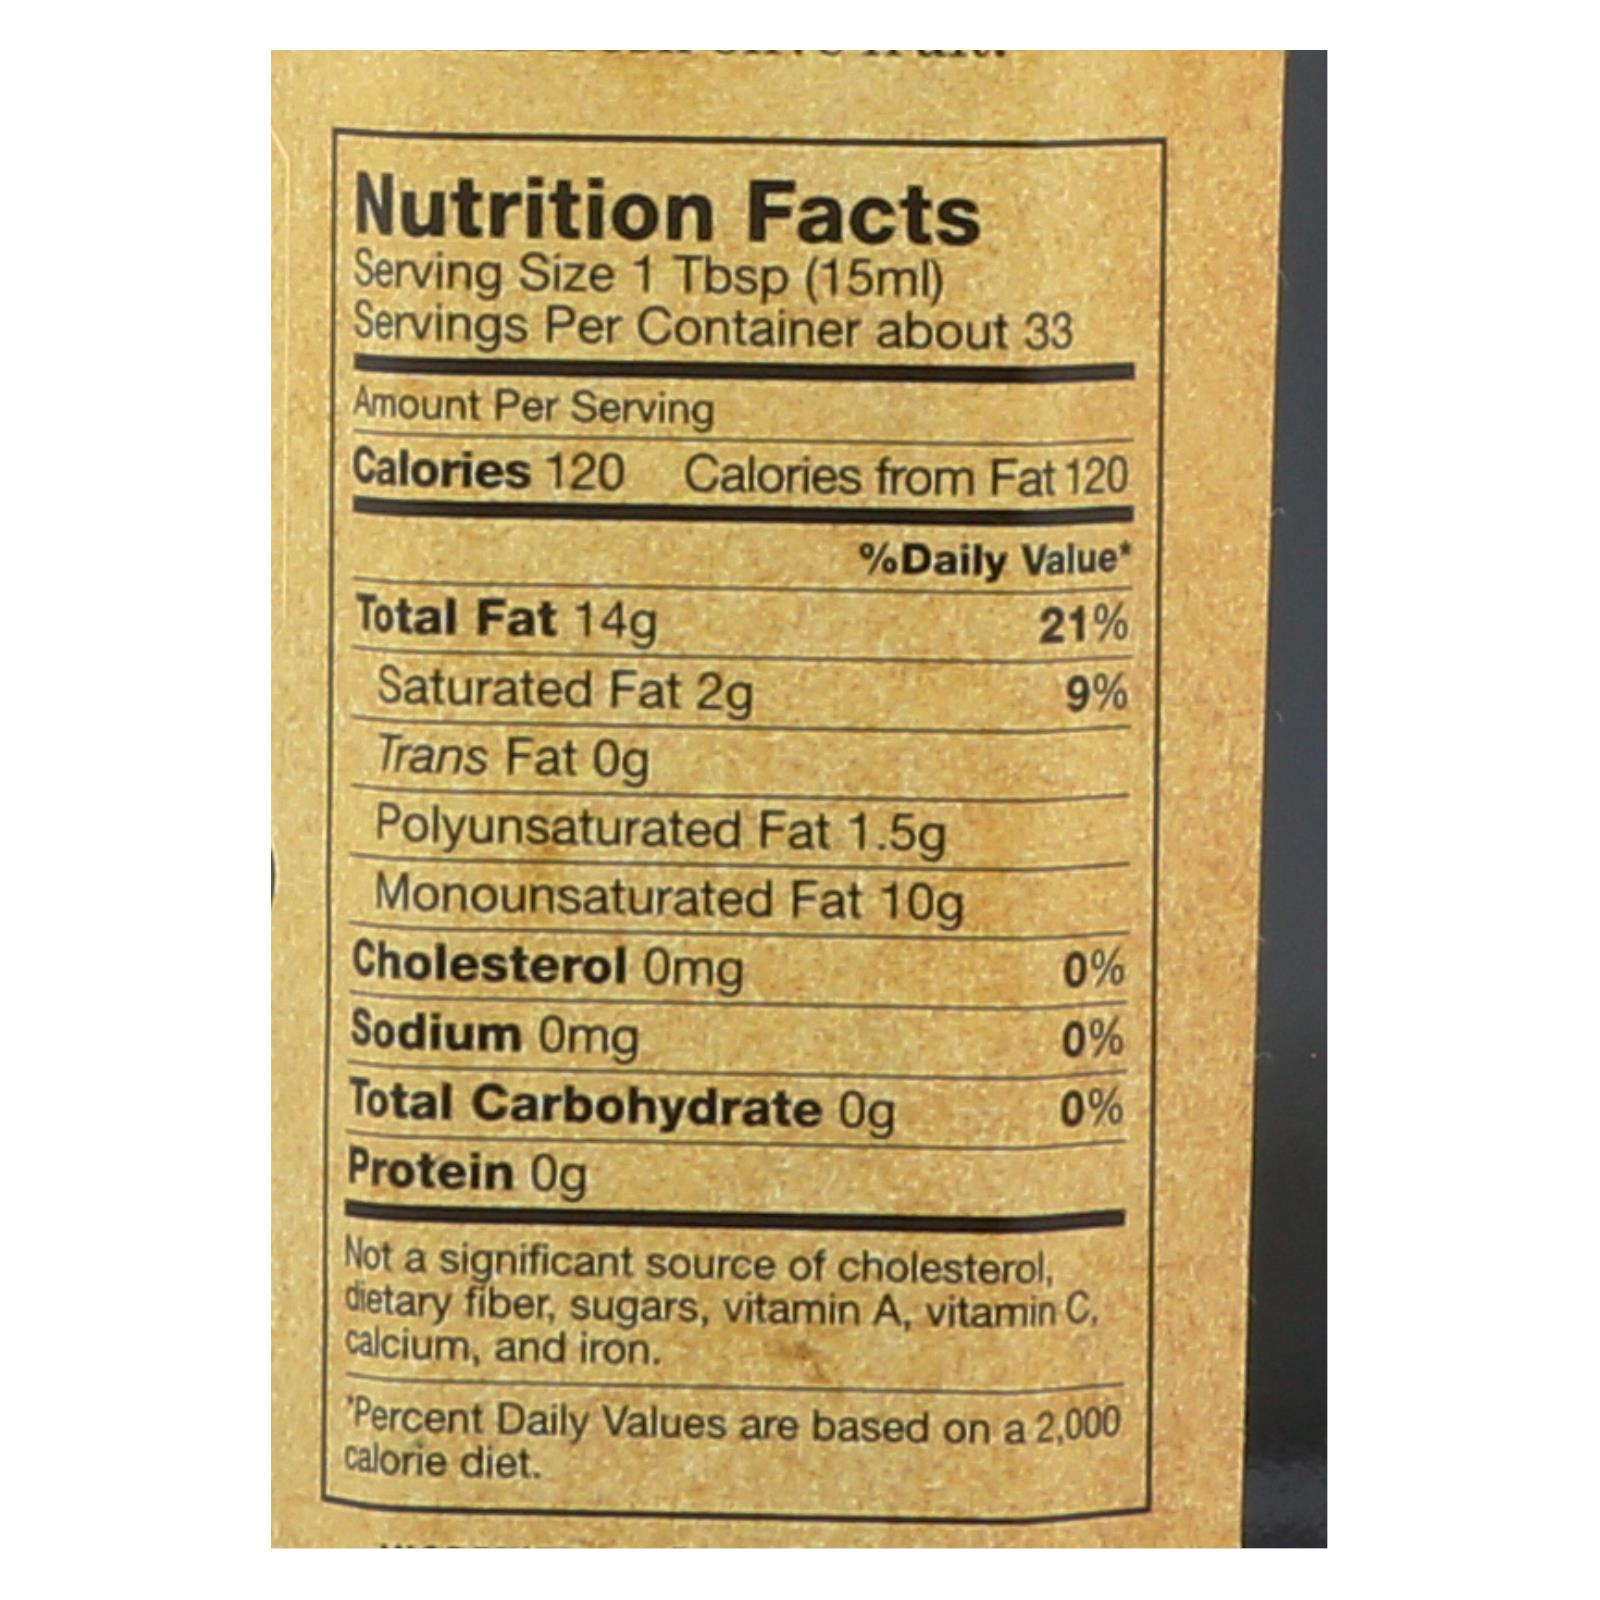 olive fruit.
Nutrition Facts
Serving Size 1 Tbsp (15ml)
Servings Per Container about 33
Amount Per Serving
Calories 120 Calories from Fat 120
%Daily Value*
Total Fat 14g 21%
Saturated Fat 2g 9%
Trans Fat 0g
Polyunsaturated Fat 1.5g
Monounsaturated Fat 10g
Cholesterol 0mg 0%
Sodium 0mg 0%
Total Carbohydrate 0g 0%
Protein 0g
Not a significant source of cholesterol,
dietary fiber, sugars, vitamin A, vitamin C,
calcium, and iron.
*Percent Daily Values are based on a 2,000
calorie diet.